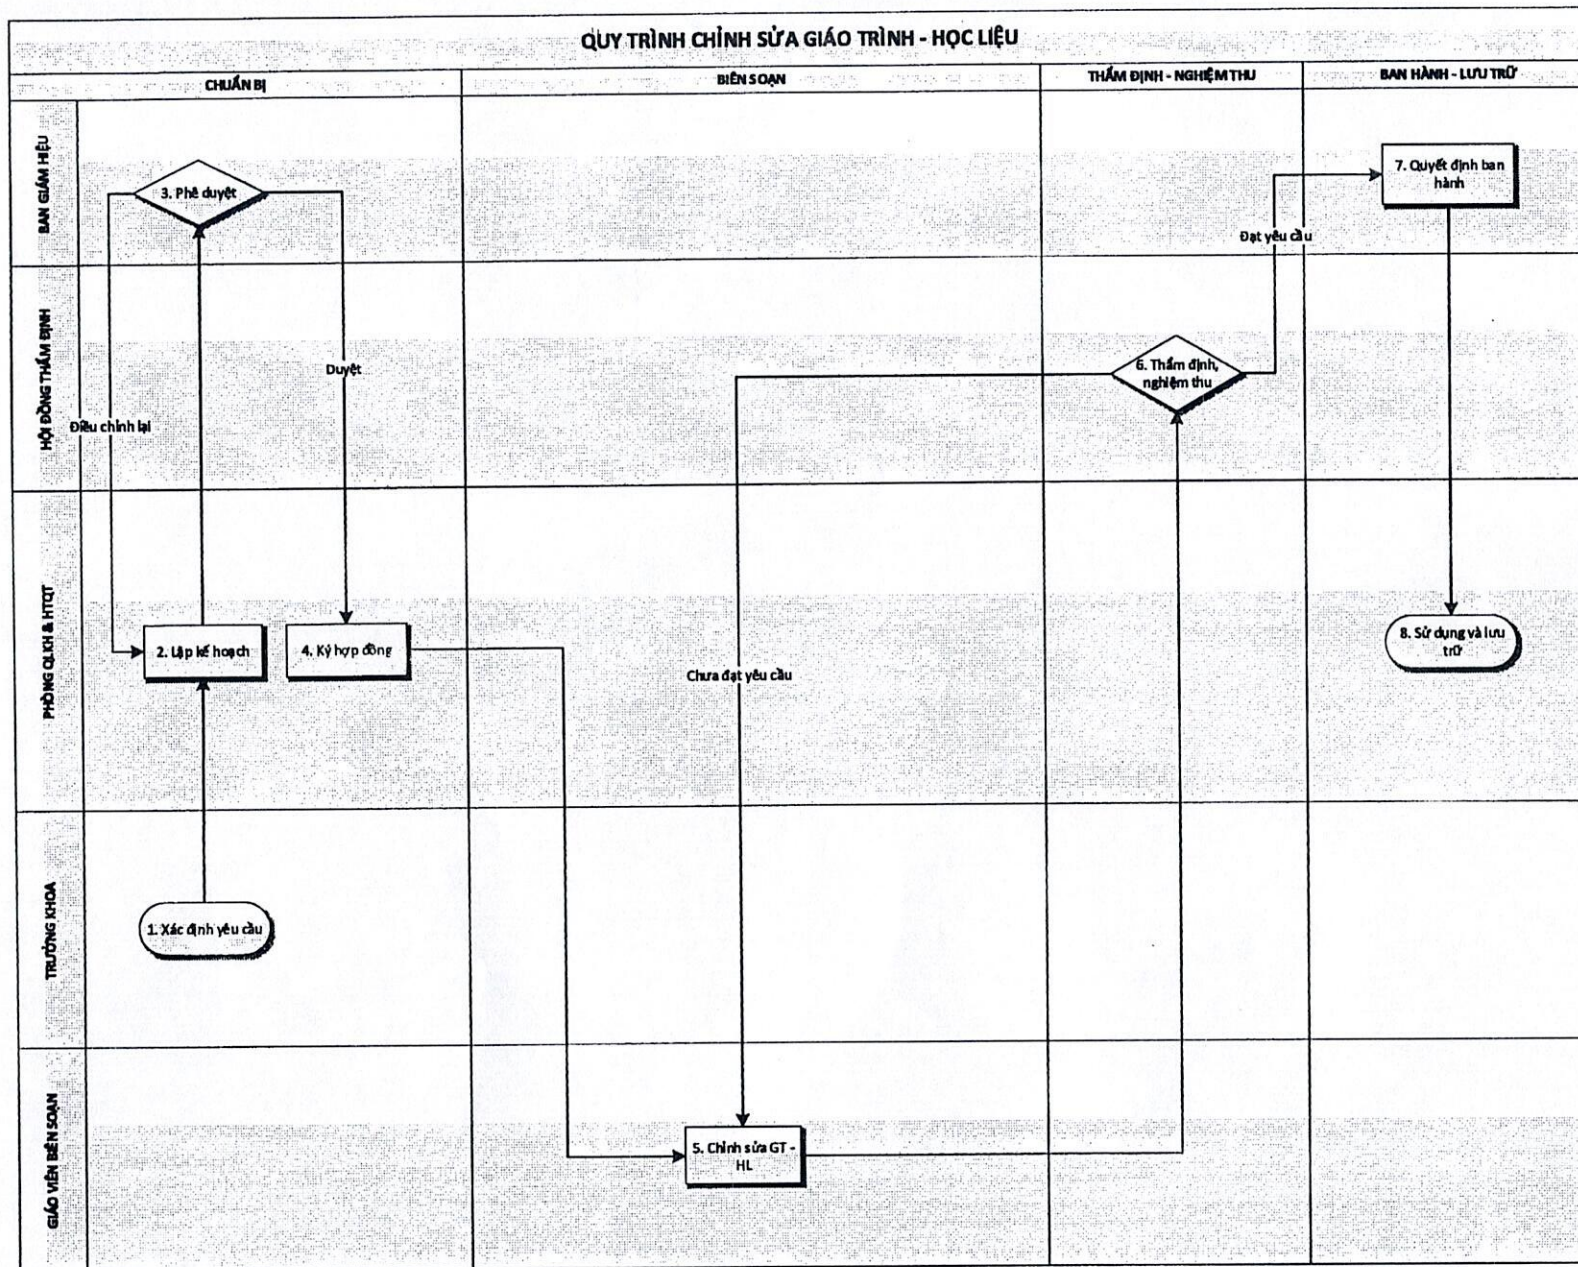 QUY TRÌNH CHỈNH SỬA GIÁO TRÌNH - HỌC LIỆU
CHUẨN BỊ
BIÊN SOẠN
THẨM ĐỊNH - NGHIỆM THU
BAN HÀNH - LƯU TRỮ
BAN GIÁM HIỆU
3. Phê duyệt
7. Quyết định ban
hành
Đạt yêu cầu
HỘI ĐỒNG THẨM ĐỊNH
Duyệt
6. Thẩm định,
nghiệm thu
Điều chỉnh lại
PHÒNG QLKH & HTQT
2. Lập kế hoạch
4. Ký hợp đồng
Chưa đạt yêu cầu
8. Sử dụng và lưu
trữ
TRƯỞNG KHOA
1. Xác định yêu cầu
GIÁO VIÊN BIÊN SOẠN
5. Chỉnh sửa GT -
HL